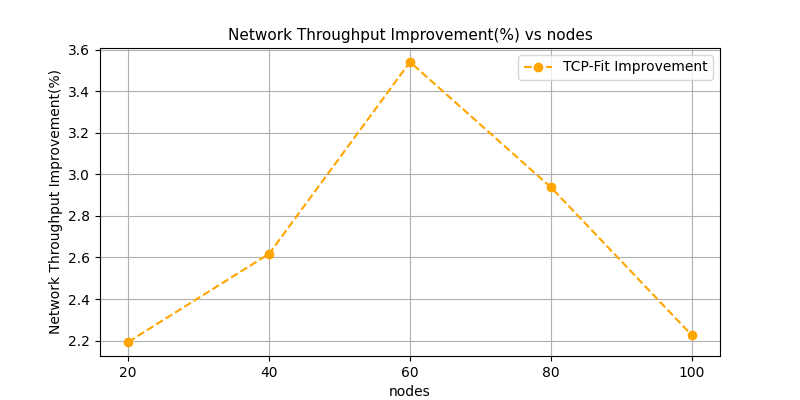 Network Throughput Improvement(%) vs nodes
TCP-Fit Improvement
Network Throughput Improvement(%)
3.6
3.4
3.2
3.0
2.8
2.6
2.4
2.2
20 40 60 80 100
nodes